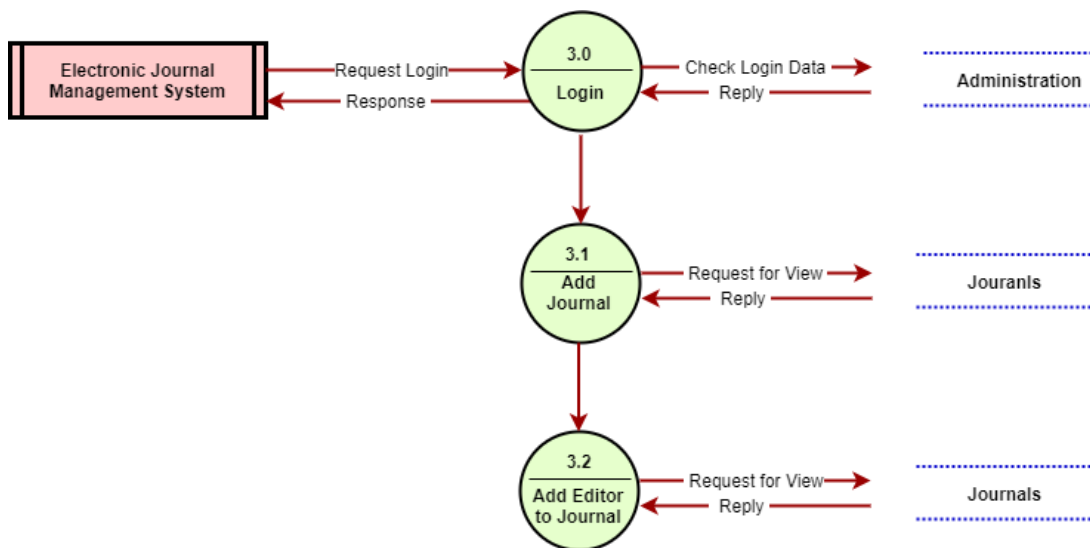 Electronic Journal
Management System
Request Login
Response
3.0
Login
Check Login Data
Reply
Administration
3.1
Add
Journal
Request for View
Reply
Jouranls
3.2
Add Editor
to Journal
Request for View
Reply
Journals